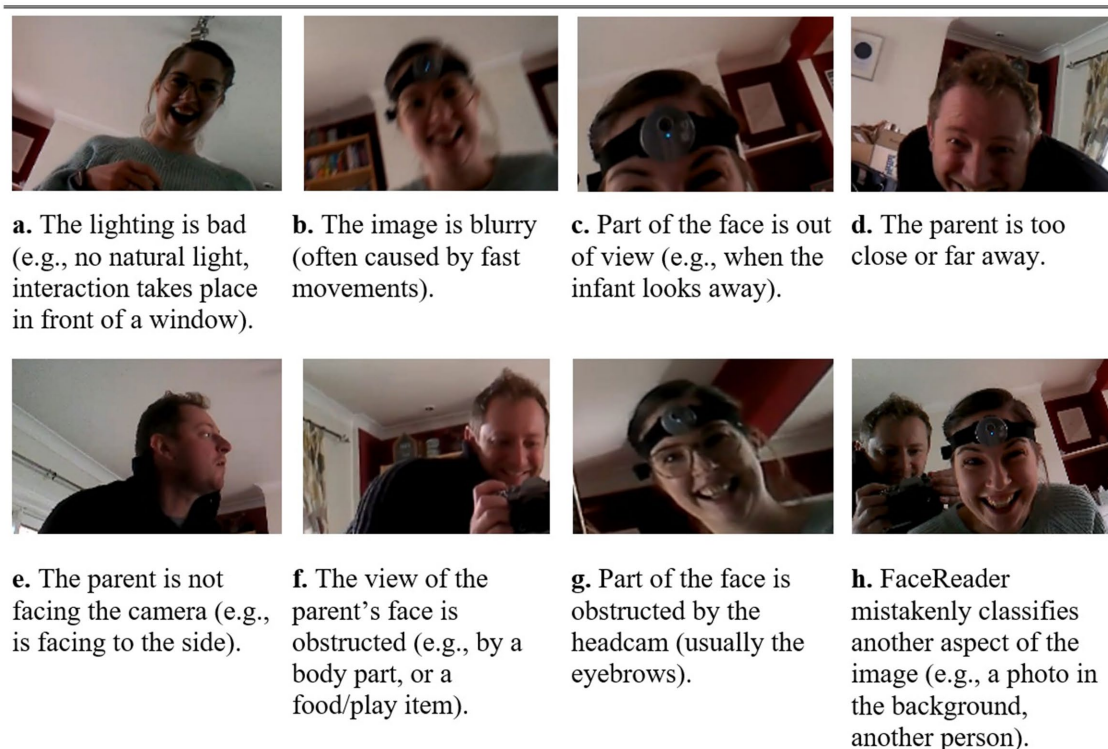 a. The lighting is bad
(e.g., no natural light,
interaction takes place
in front of a window).
b. The image is blurry
(often caused by fast
movements).
c. Part of the face is out
of view (e.g., when the
infant looks away).
d. The parent is too
close or far away.
e. The parent is not
facing the camera (e.g.,
is facing to the side).
f. The view of the
parent’s face is
obstructed (e.g., by a
body part, or a
food/play item).
g. Part of the face is
obstructed by the
headcam (usually the
eyebrows).
h. FaceReader
mistakenly classifies
another aspect of the
image (e.g., a photo in
the background,
another person).